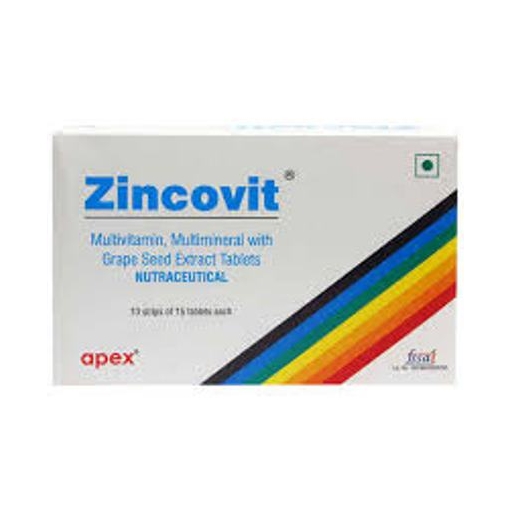 Zincovit®
Multivitamin, Multimineral with
Grape Seed Extract Tablets
NUTRACEUTICAL
10 strips of 15 tablets each
apex®
fssai